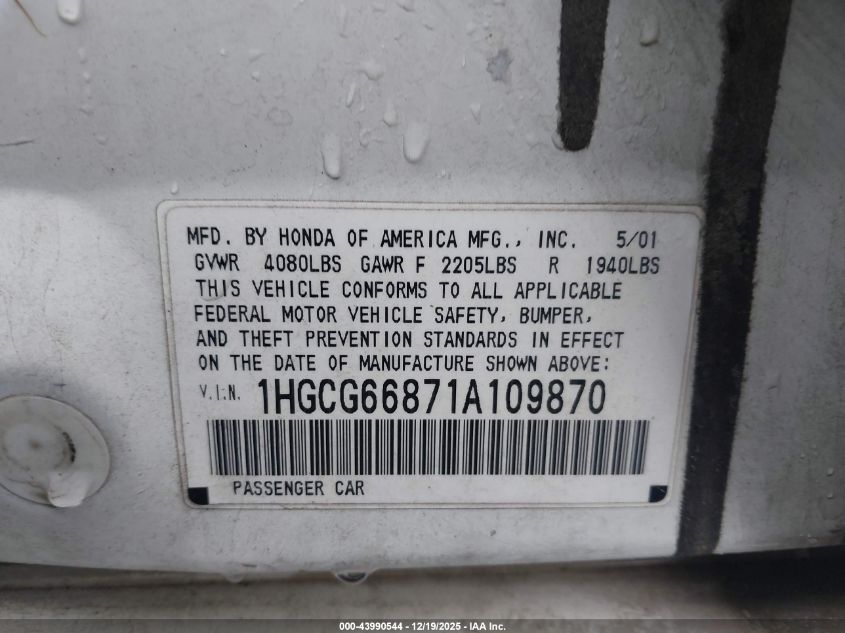 MFD. BY HONDA OF AMERICA MFG., INC. 5/01
GVWR 4080LBS GAWR F 2205LBS R 1940LBS
THIS VEHICLE CONFORMS TO ALL APPLICABLE
FEDERAL MOTOR VEHICLE SAFETY, BUMPER,
AND THEFT PREVENTION STANDARDS IN EFFECT
ON THE DATE OF MANUFACTURE SHOWN ABOVE:
V.I.N. 1HGCG66871A109870
PASSENGER CAR
000-43990544 - 12/19/2025 - IAA Inc.